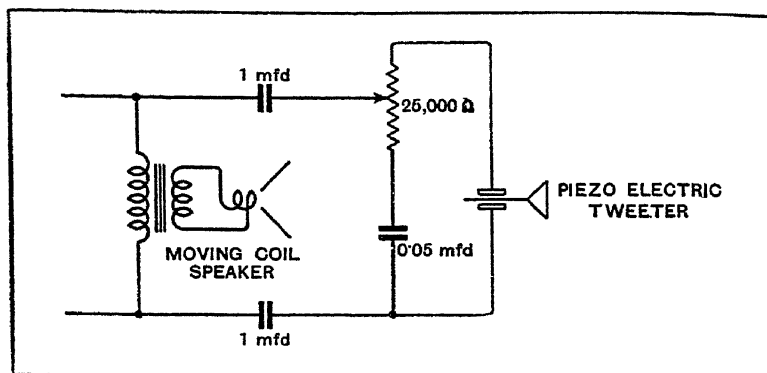 1 mfd
25,000 Ω
PIEZO ELECTRIC
TWEETER
MOVING COIL
SPEAKER
0·05 mfd
1 mfd